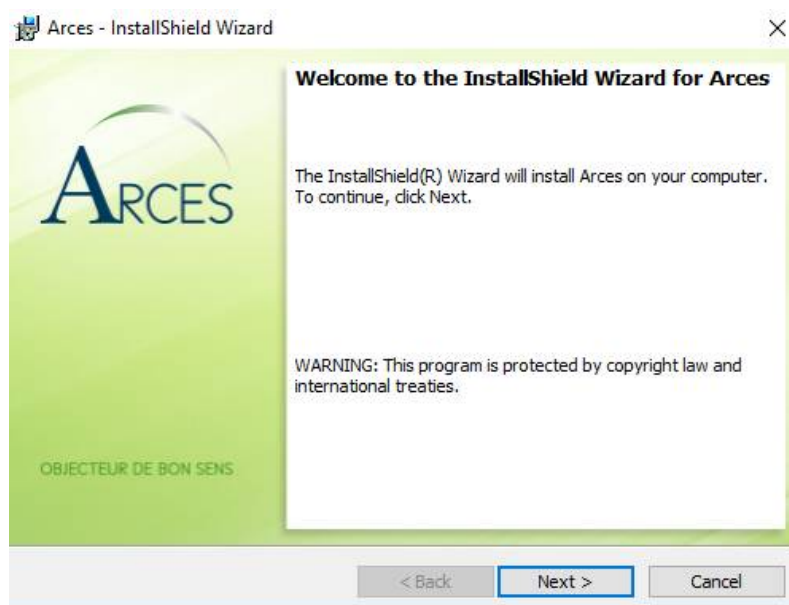 Arces - InstallShield Wizard
Welcome to the InstallShield Wizard for Arces
ARCES
The InstallShield(R) Wizard will install Arces on your computer.
To continue, click Next.
WARNING: This program is protected by copyright law and
international treaties.
OBJECTEUR DE BON SENS
< Back
Next >
Cancel